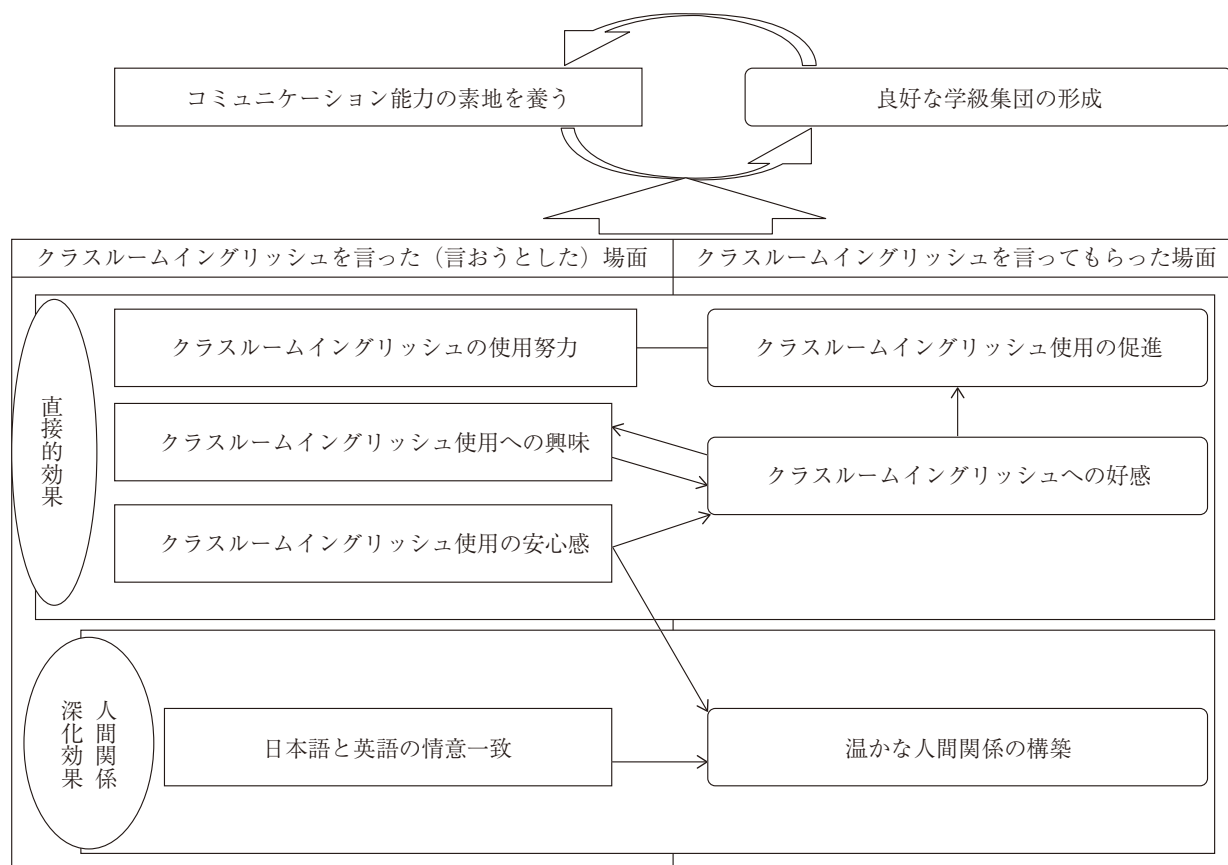 コミュニケーション能力の素地を養う
良好な学級集団の形成
クラスルームイングリッシュを言った（言おうとした）場面
クラスルームイングリッシュを言ってもらった場面
直接的効果
クラスルームイングリッシュの使用努力
クラスルームイングリッシュ使用の促進
クラスルームイングリッシュ使用への興味
クラスルームイングリッシュへの好感
クラスルームイングリッシュ使用の安心感
人間関係
深化効果
日本語と英語の情意一致
温かな人間関係の構築